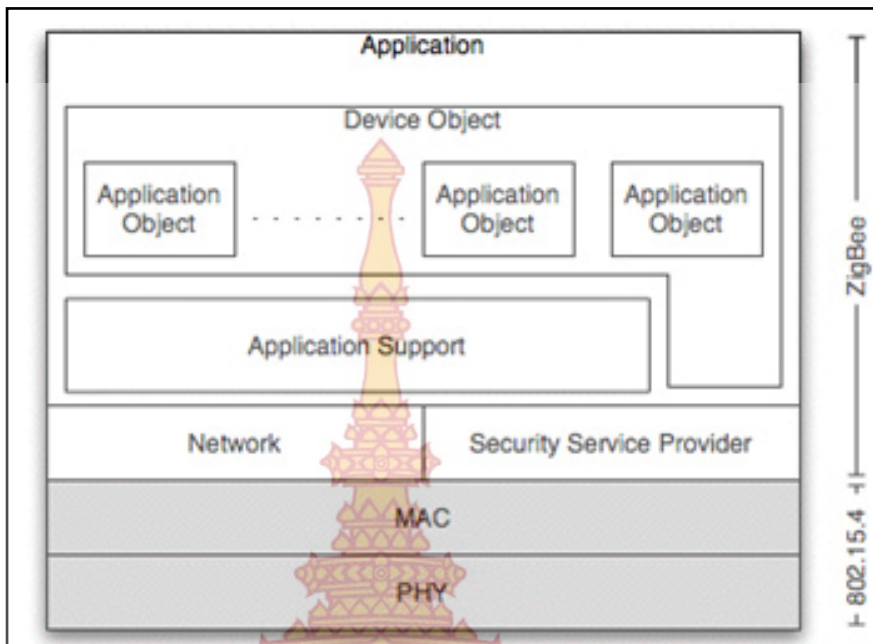 Application
Device Object
Application
Object
Application
Object
Application
Object
Application Support
Network
Security Service Provider
MAC
PHY
ZigBee
802.15.4